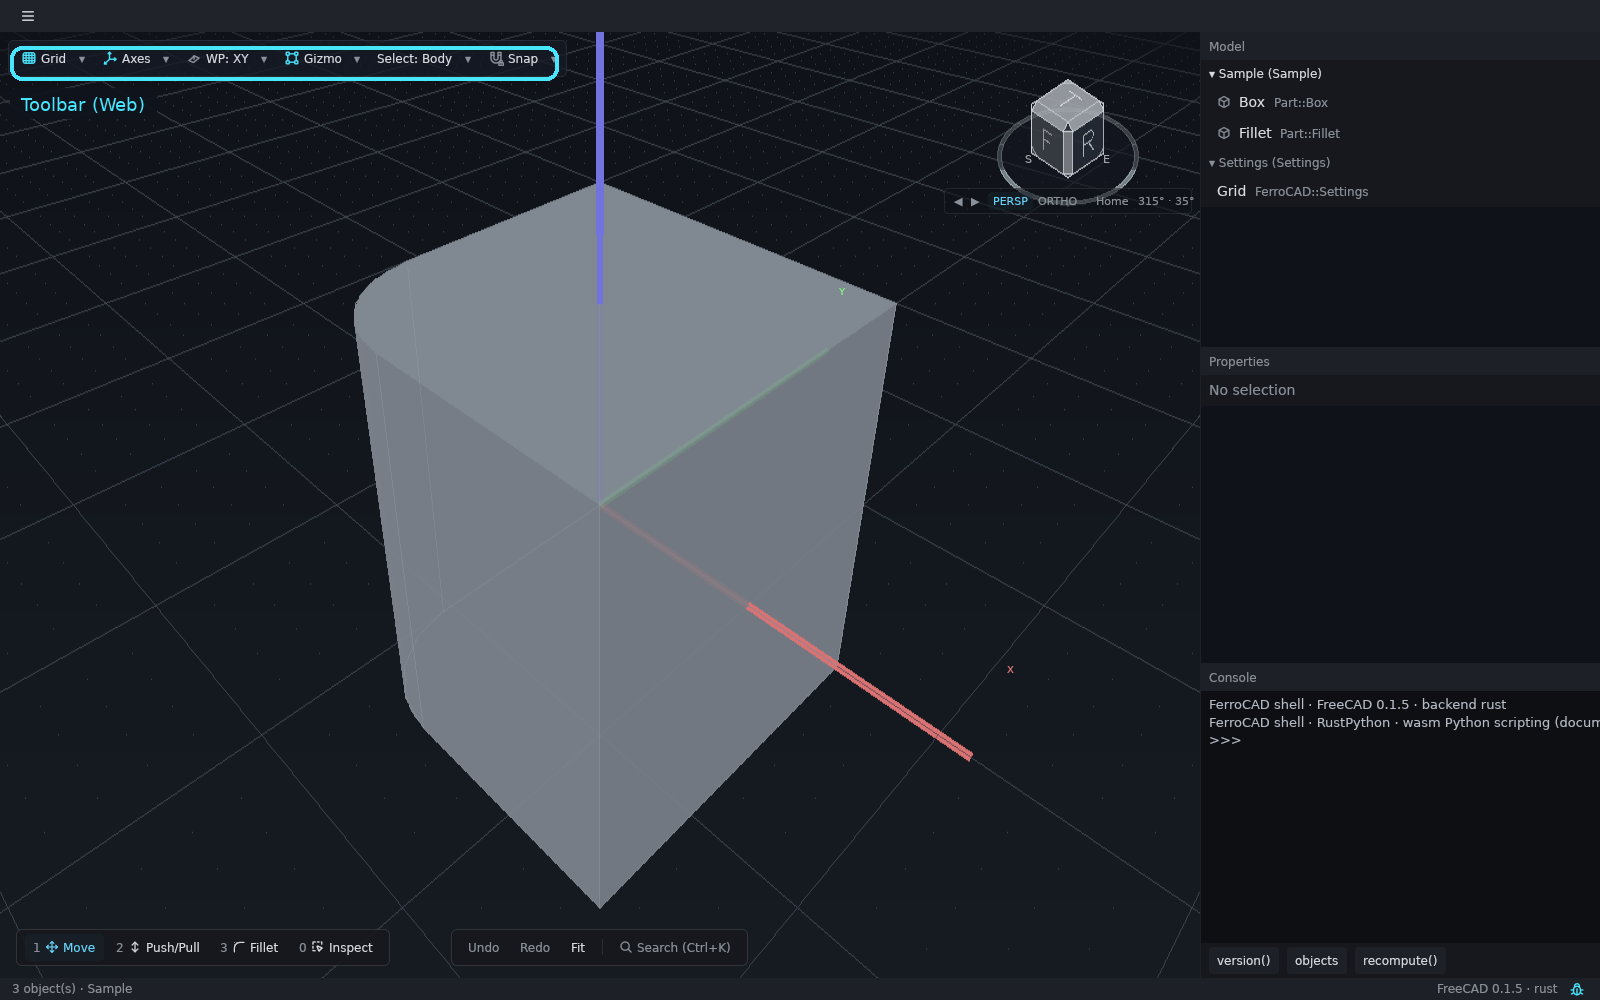 Grid Axes WP: XY Gizmo Select: Body Snap
Toolbar (Web)
T
F R
S E
PERSP ORTHO Home 315° · 35°
Y
X
Model
Sample (Sample)
Box Part::Box
Fillet Part::Fillet
Settings (Settings)
Grid FerroCAD::Settings
Properties
No selection
Console
FerroCAD shell · FreeCAD 0.1.5 · backend rust
FerroCAD shell · RustPython · wasm Python scripting (docum
>>>
version() objects recompute()
1 Move 2 Push/Pull 3 Fillet 0 Inspect
Undo Redo Fit Search (Ctrl+K)
3 object(s) · Sample
FreeCAD 0.1.5 · rust